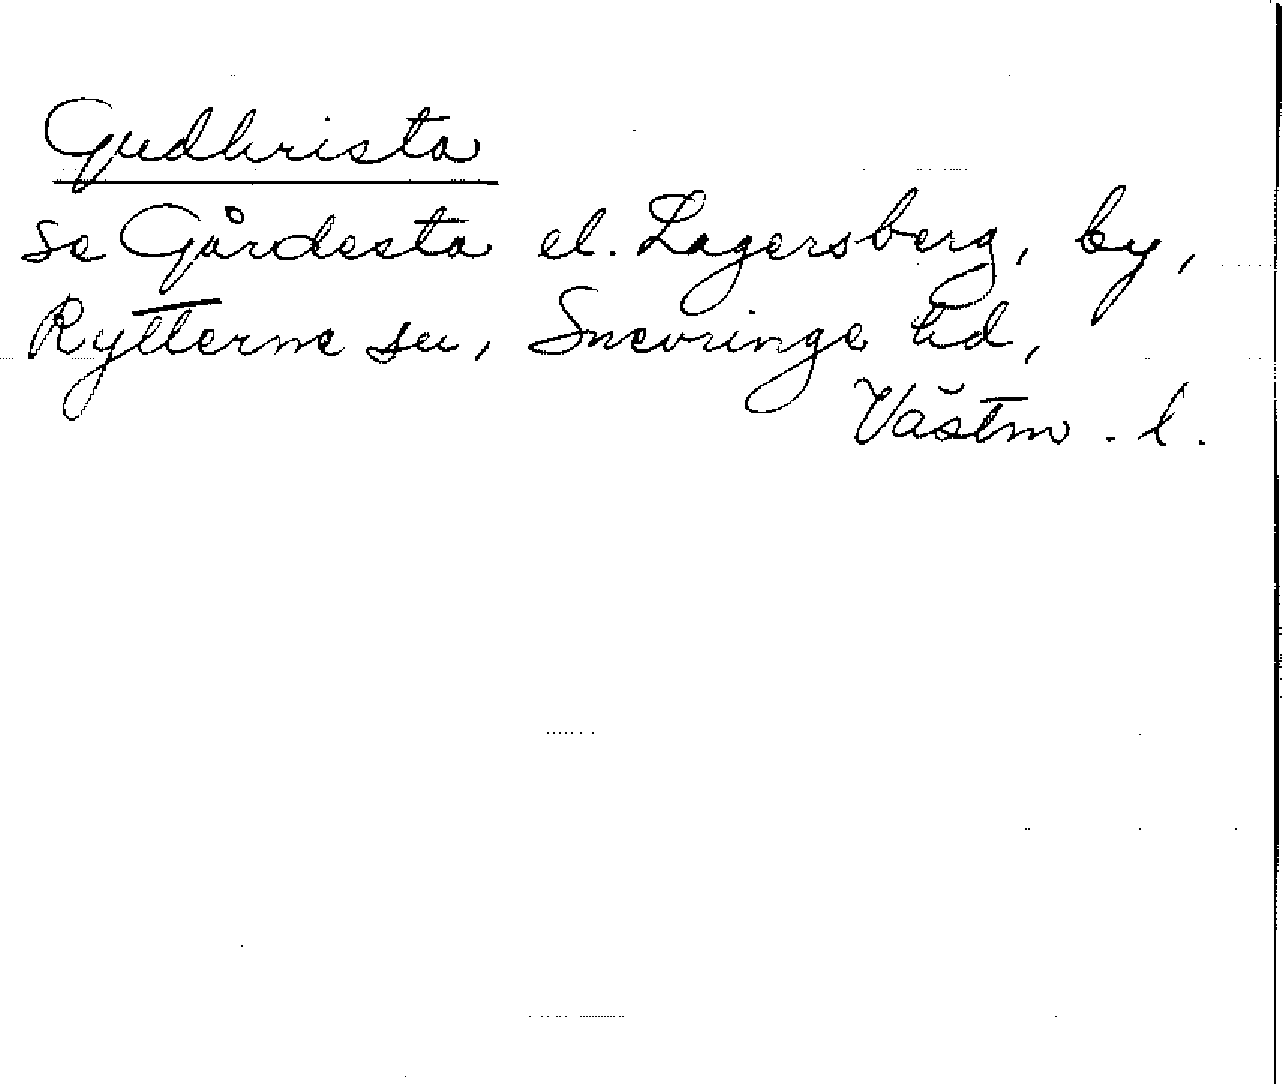 Gudhrista
se Gårdesta el. Lagersberg, by,
Rytterne sn, Snevringe hd,
Västm. l.